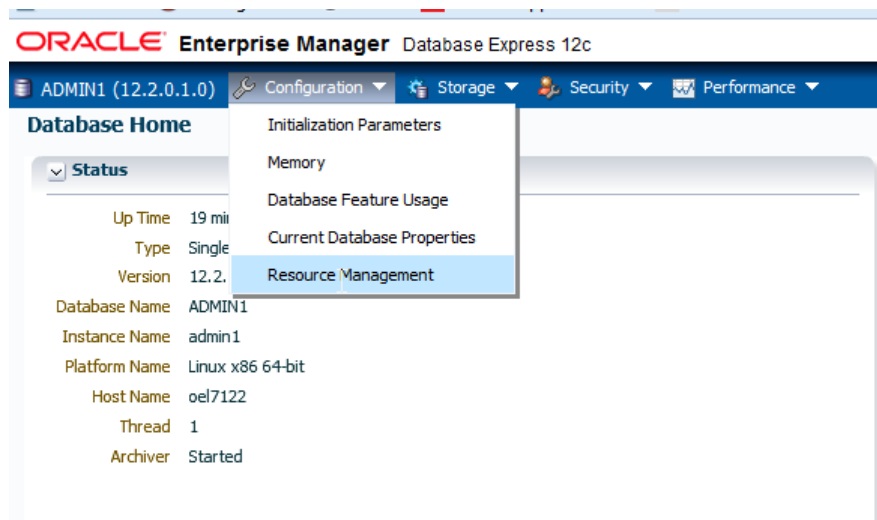 ORACLE Enterprise Manager Database Express 12c
ADMIN1 (12.2.0.1.0) Configuration Storage Security Performance
Database Home
Initialization Parameters
Memory
Database Feature Usage
Current Database Properties
Resource Management
Status
Up Time 19
Type Single
Version 12.2.
Database Name ADMIN1
Instance Name admin1
Platform Name Linux x86 64-bit
Host Name oel7122
Thread 1
Archiver Started